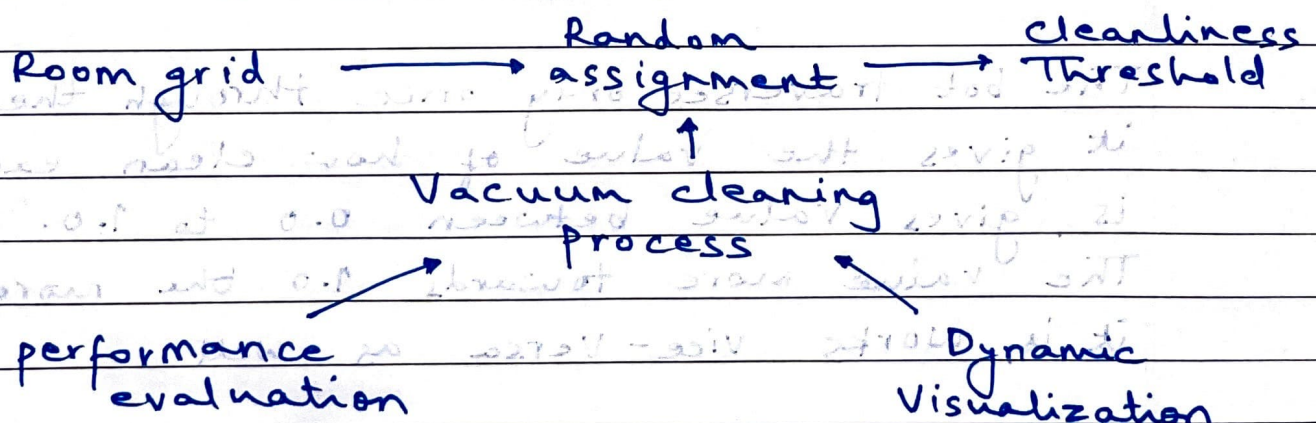 Room grid
Random
assignment
cleanliness
Threshold
Vacuum cleaning
process
performance
evaluation
Dynamic
Visualization